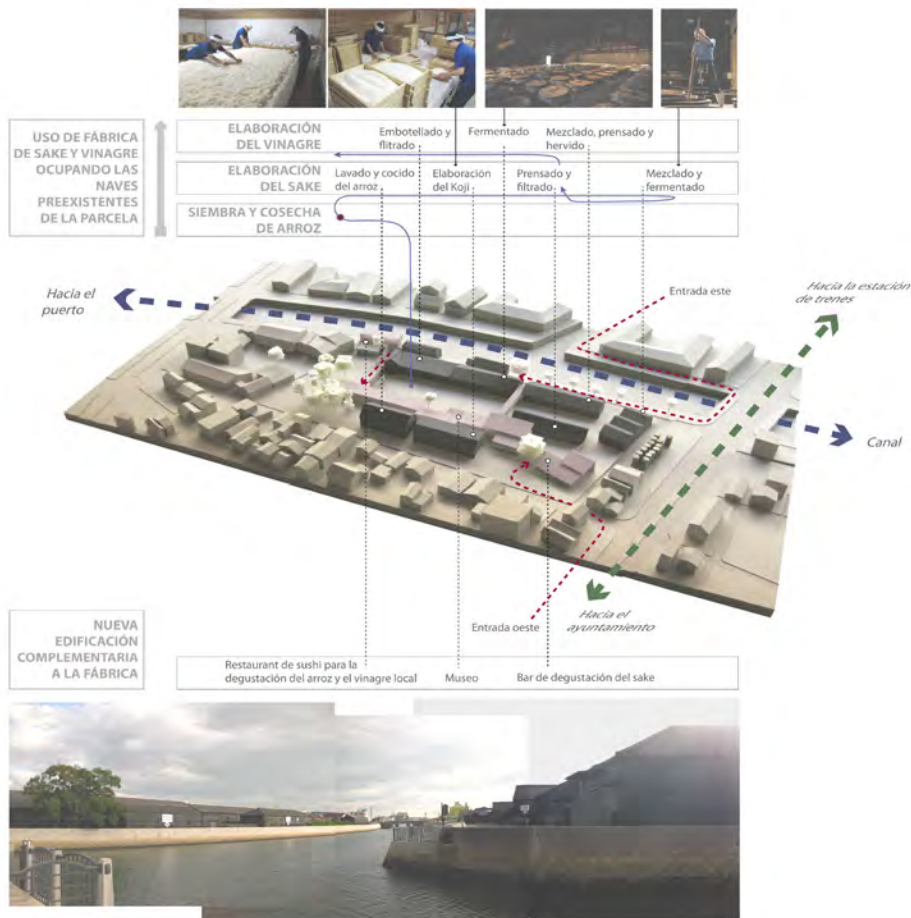 USO DE FÁBRICA
DE SAKE Y VINAGRE
OCUPANDO LAS
NAVES
PREEXISTENTES
DE LA PARCELA
ELABORACIÓN
DEL VINAGRE
Embotellado y
flitrado
Fermentado
Mezclado, prensado y
hervido
ELABORACIÓN
DEL SAKE
Lavado y cocido
del arroz
Elaboración
del Koji
Prensado y
filtrado
Mezclado y
fermentado
SIEMBRA Y COSECHA
DE ARROZ
Hacia el
puerto
Entrada este
Hacia la estación
de trenes
Canal
Entrada oeste
Hacia el
ayuntamiento
NUEVA
EDIFICACIÓN
COMPLEMENTARIA
A LA FÁBRICA
Restaurant de sushi para la
degustación del arroz y el vinagre local
Museo
Bar de degustación del sake